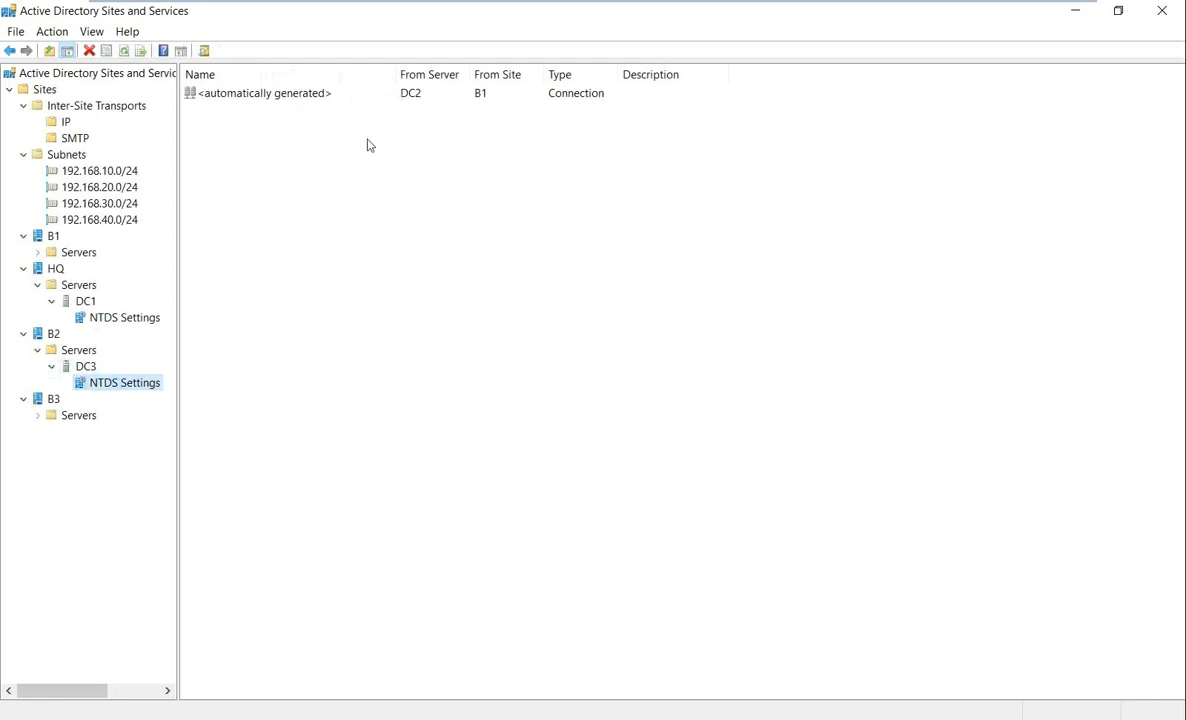 Active Directory Sites and Services
File Action View Help
Active Directory Sites and Servic
Sites
Inter-Site Transports
IP
SMTP
Subnets
192.168.10.0/24
192.168.20.0/24
192.168.30.0/24
192.168.40.0/24
B1
Servers
HQ
Servers
DC1
NTDS Settings
B2
Servers
DC3
NTDS Settings
B3
Servers
Name From Server From Site Type Description
<automatically generated> DC2 B1 Connection